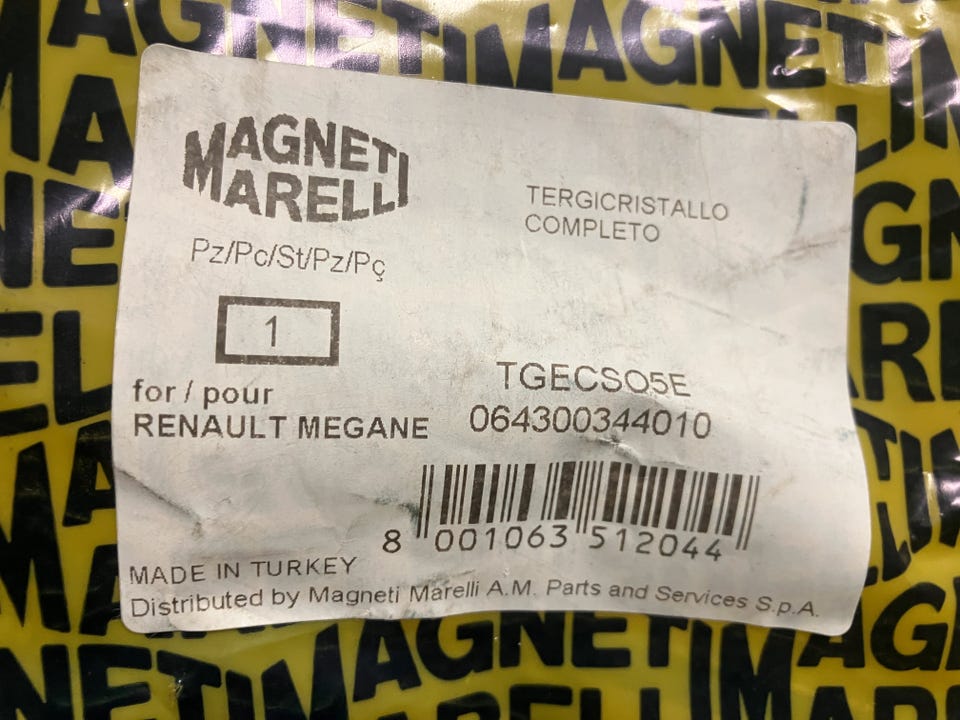 MAGNETI
MARELLI
TERGICRISTALLO
COMPLETO
Pz/Pc/St/Pz/Pç
1
for / pour
RENAULT MEGANE
TGECSO5E
064300344010
8 001063 512044
MADE IN TURKEY
Distributed by Magneti Marelli A.M. Parts and Services S.p.A.